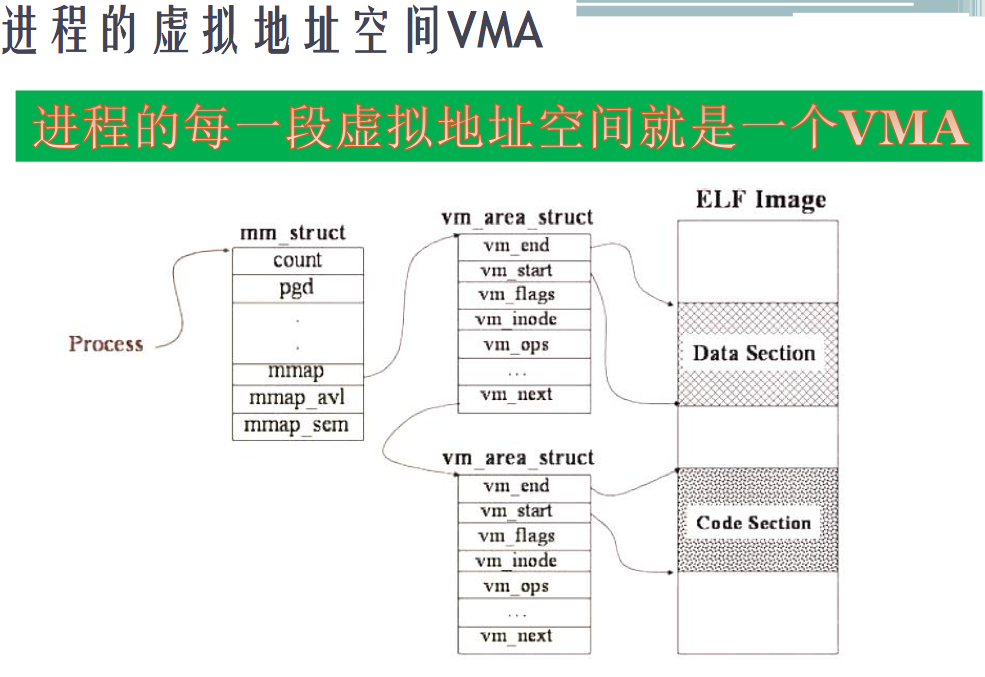 进程的虚拟地址空间VMA
进程的每一段虚拟地址空间就是一个VMA
Process
mm_struct
count
pgd
.
.
mmap
mmap_avl
mmap_sem
vm_area_struct
vm_end
vm_start
vm_flags
vm_inode
vm_ops
...
vm_next
vm_area_struct
vm_end
vm_start
vm_flags
vm_inode
vm_ops
...
vm_next
ELF Image
Data Section
Code Section